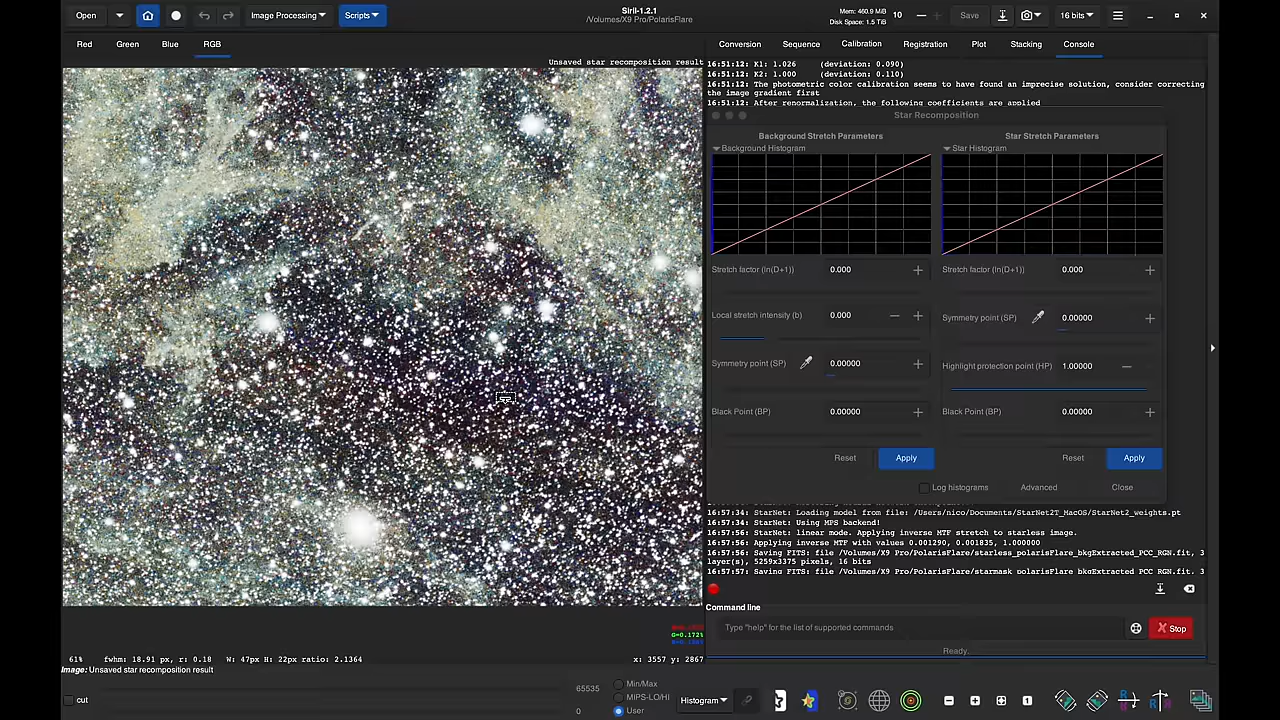 Open
Image Processing
Scripts
Siril-1.2.1
/Volumes/X9 Pro/PolarisFlare
Mem: 460.9 MiB
Disk Space: 1.5 TiB
10
Save
16 bits
Red Green Blue RGB
Conversion Sequence Calibration Registration Plot Stacking Console
Unsaved star recomposition result
16:51:12: K1: 1.026 (deviation: 0.090)
16:51:12: K2: 1.000 (deviation: 0.110)
16:51:12: The photometric color calibration seems to have found an imprecise solution, consider correcting
the image gradient first
16:51:12: After renormalization, the following coefficients are applied
Star Recomposition
Background Stretch Parameters
Star Stretch Parameters
Background Histogram
Star Histogram
Stretch factor (ln(D+1)) 0.000
Stretch factor (ln(D+1)) 0.000
Local stretch intensity (b) 0.000
Symmetry point (SP) 0.00000
Symmetry point (SP) 0.00000
Highlight protection point (HP) 1.00000
Black Point (BP) 0.00000
Black Point (BP) 0.00000
Reset Apply
Reset Apply
Log histograms
Advanced
Close
16:57:34: StarNet: Loading model from file: /Users/nico/Documents/StarNet2T_MacOS/StarNet2_weights.pt
16:57:34: StarNet: Using MPS backend!
16:57:56: StarNet: linear mode. Applying inverse MTF stretch to starless image.
16:57:56: Applying inverse MTF with values 0.001290, 0.001835, 1.000000
16:57:56: Saving FITS: file /Volumes/X9 Pro/PolarisFlare/starless_polarisFlare_bkgExtracted_PCC_RGN.fit, 3
layer(s), 5259x3375 pixels, 16 bits
16:57:57: Saving FITS: file /Volumes/X9 Pro/PolarisFlare/starmask_polarisFlare_bkgExtracted_PCC_RGN.fit, 3
Command line
Type "help" for the list of supported commands
Stop
Ready.
G=0.172%
61% fwhm: 18.91 px, r: 0.18 W: 47px H: 22px ratio: 2.1364
x: 3557 y: 2867
Image: Unsaved star recomposition result
cut
65535
0
Min/Max
MIPS-LO/HI
User
Histogram